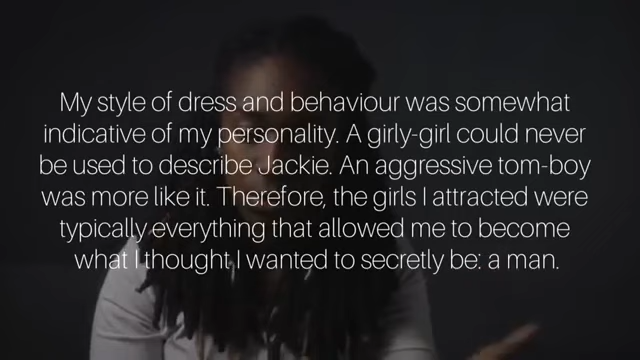 My style of dress and behaviour was somewhat
indicative of my personality. A girly-girl could never
be used to describe Jackie. An aggressive tom-boy
was more like it. Therefore, the girls I attracted were
typically everything that allowed me to become
what I thought I wanted to secretly be: a man.